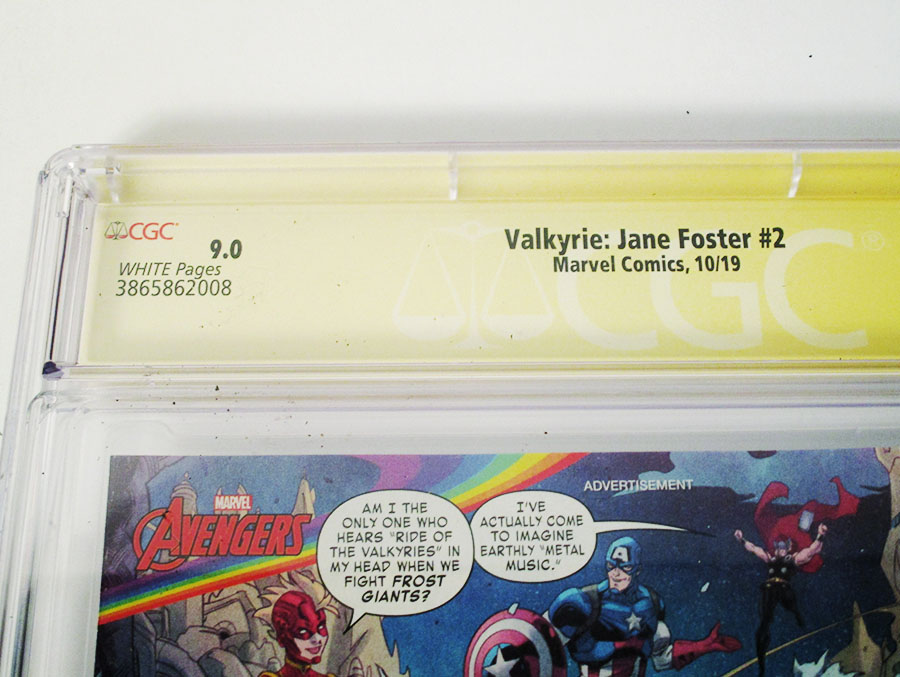 CGC
9.0
WHITE Pages
3865862008
Valkyrie: Jane Foster #2
Marvel Comics, 10/19
CGC®
ADVERTISEMENT
MARVEL
AVENGERS
AM I THE
ONLY ONE WHO
HEARS "RIDE OF
THE VALKYRIES" IN
MY HEAD WHEN WE
FIGHT FROST
GIANTS?
I'VE
ACTUALLY COME
TO IMAGINE
EARTHLY "METAL
MUSIC."